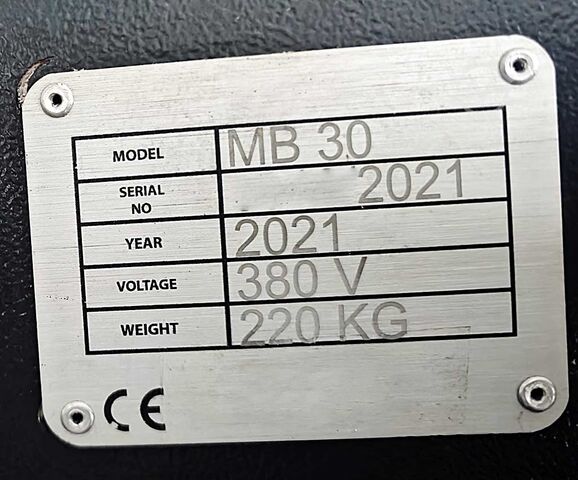 MODEL MB 30
SERIAL NO 2021
YEAR 2021
VOLTAGE 380 V
WEIGHT 220 KG
CE